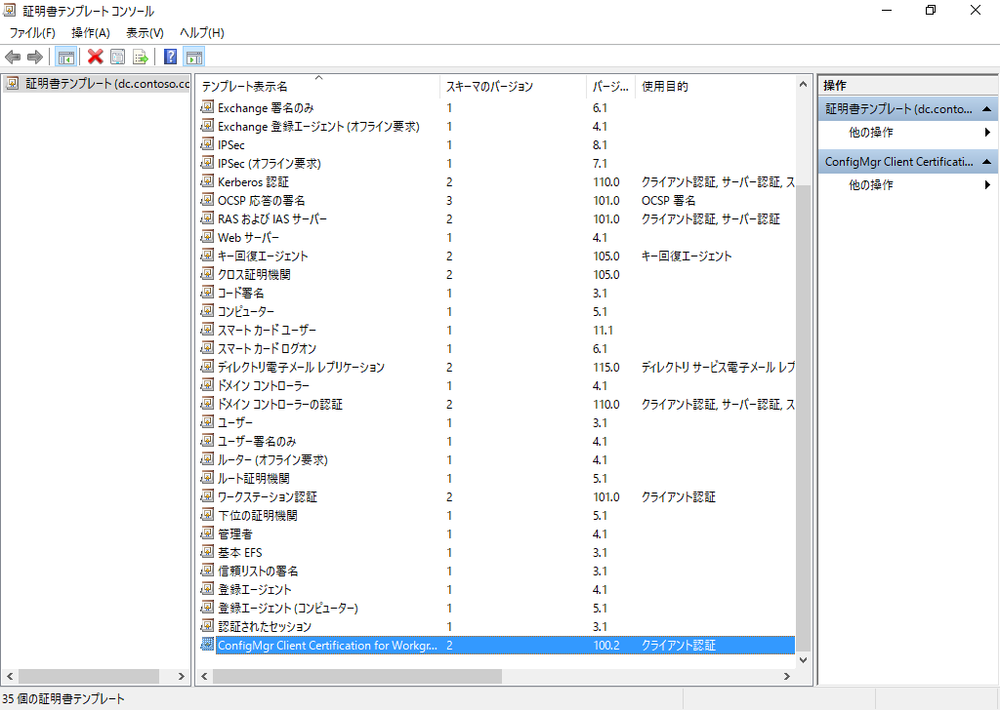 証明書テンプレート コンソール
ファイル(F) 操作(A) 表示(V) ヘルプ(H)
証明書テンプレート (dc.contoso.cc
テンプレート表示名 スキーマのバージョン バージ... 使用目的
Exchange 署名のみ 1 6.1
Exchange 登録エージェント (オフライン要求) 1 4.1
IPSec 1 8.1
IPSec (オフライン要求) 1 7.1
Kerberos 認証 2 110.0 クライアント認証, サーバー認証, ス
OCSP 応答の署名 3 101.0 OCSP 署名
RAS および IAS サーバー 2 101.0 クライアント認証, サーバー認証
Web サーバー 1 4.1
キー回復エージェント 2 105.0 キー回復エージェント
クロス証明機関 2 105.0
コード署名 1 3.1
コンピューター 1 5.1
スマート カード ユーザー 1 11.1
スマート カード ログオン 1 6.1
ディレクトリ電子メール レプリケーション 2 115.0 ディレクトリ サービス電子メール レプ
ドメイン コントローラー 1 4.1
ドメイン コントローラーの認証 2 110.0 クライアント認証, サーバー認証, ス
ユーザー 1 3.1
ユーザー署名のみ 1 4.1
ルーター (オフライン要求) 1 4.1
ルート証明機関 1 5.1
ワークステーション認証 2 101.0 クライアント認証
下位の証明機関 1 5.1
管理者 1 4.1
基本 EFS 1 3.1
信頼リストの署名 1 3.1
登録エージェント 1 4.1
登録エージェント (コンピューター) 1 5.1
認証されたセッション 1 3.1
ConfigMgr Client Certification for Workgr... 2 100.2 クライアント認証
操作
証明書テンプレート (dc.conto...
他の操作
ConfigMgr Client Certificati...
他の操作
35 個の証明書テンプレート